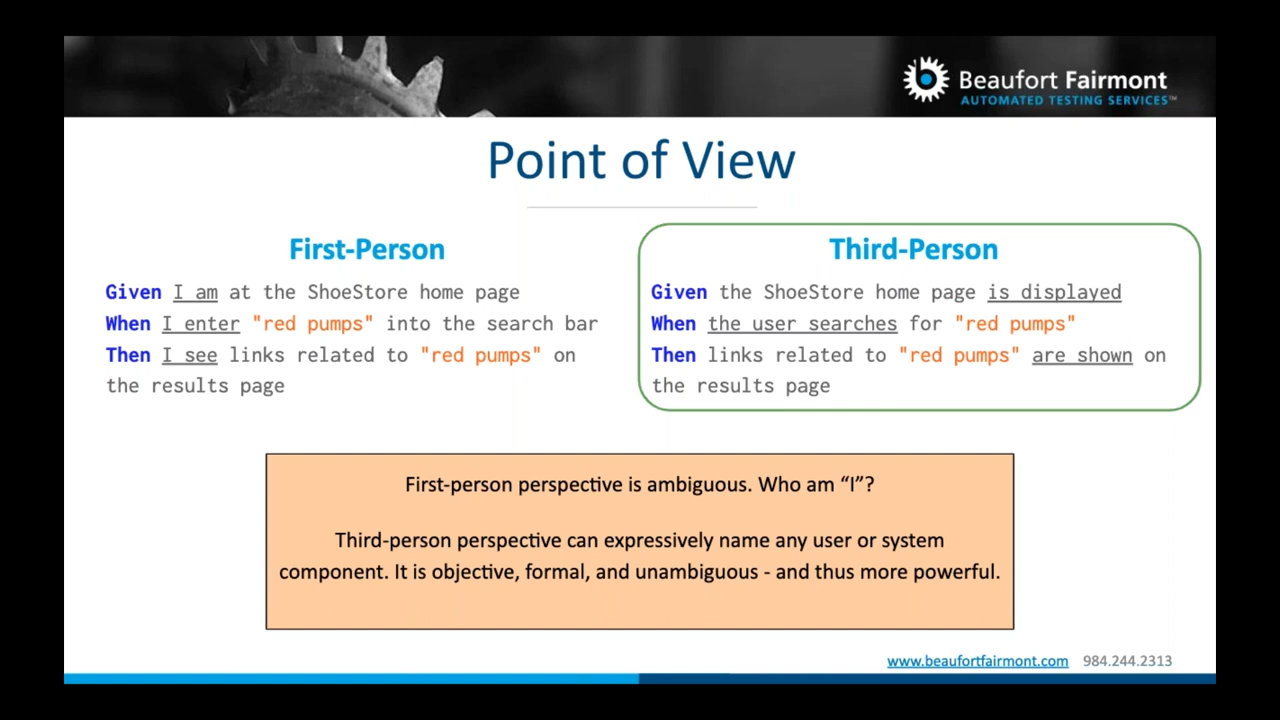 Beaufort Fairmont
AUTOMATED TESTING SERVICES™
Point of View
First-Person
Given I am at the ShoeStore home page
When I enter "red pumps" into the search bar
Then I see links related to "red pumps" on
the results page
Third-Person
Given the ShoeStore home page is displayed
When the user searches for "red pumps"
Then links related to "red pumps" are shown on
the results page
First-person perspective is ambiguous. Who am “I”?
Third-person perspective can expressively name any user or system
component. It is objective, formal, and unambiguous - and thus more powerful.
www.beaufortfairmont.com 984.244.2313